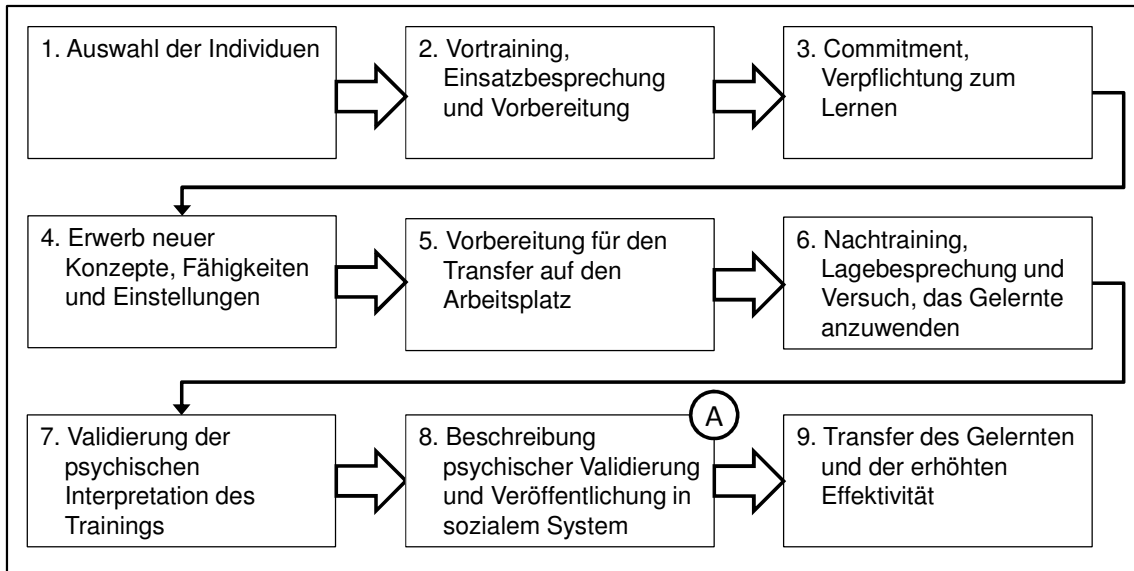 1. Auswahl der Individuen
2. Vortraining,
Einsatzbesprechung
und Vorbereitung
3. Commitment,
Verpflichtung zum
Lernen
4. Erwerb neuer
Konzepte, Fähigkeiten
und Einstellungen
5. Vorbereitung für den
Transfer auf den
Arbeitsplatz
6. Nachtraining,
Lagebesprechung und
Versuch, das Gelernte
anzuwenden
A
7. Validierung der
psychischen
Interpretation des
Trainings
8. Beschreibung
psychischer Validierung
und Veröffentlichung in
sozialem System
9. Transfer des Gelernten
und der erhöhten
Effektivität